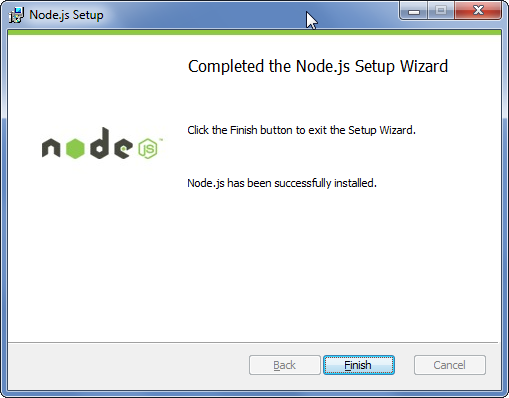 Node.js Setup
Completed the Node.js Setup Wizard
Click the Finish button to exit the Setup Wizard.
node JS™
Node.js has been successfully installed.
Back Finish Cancel